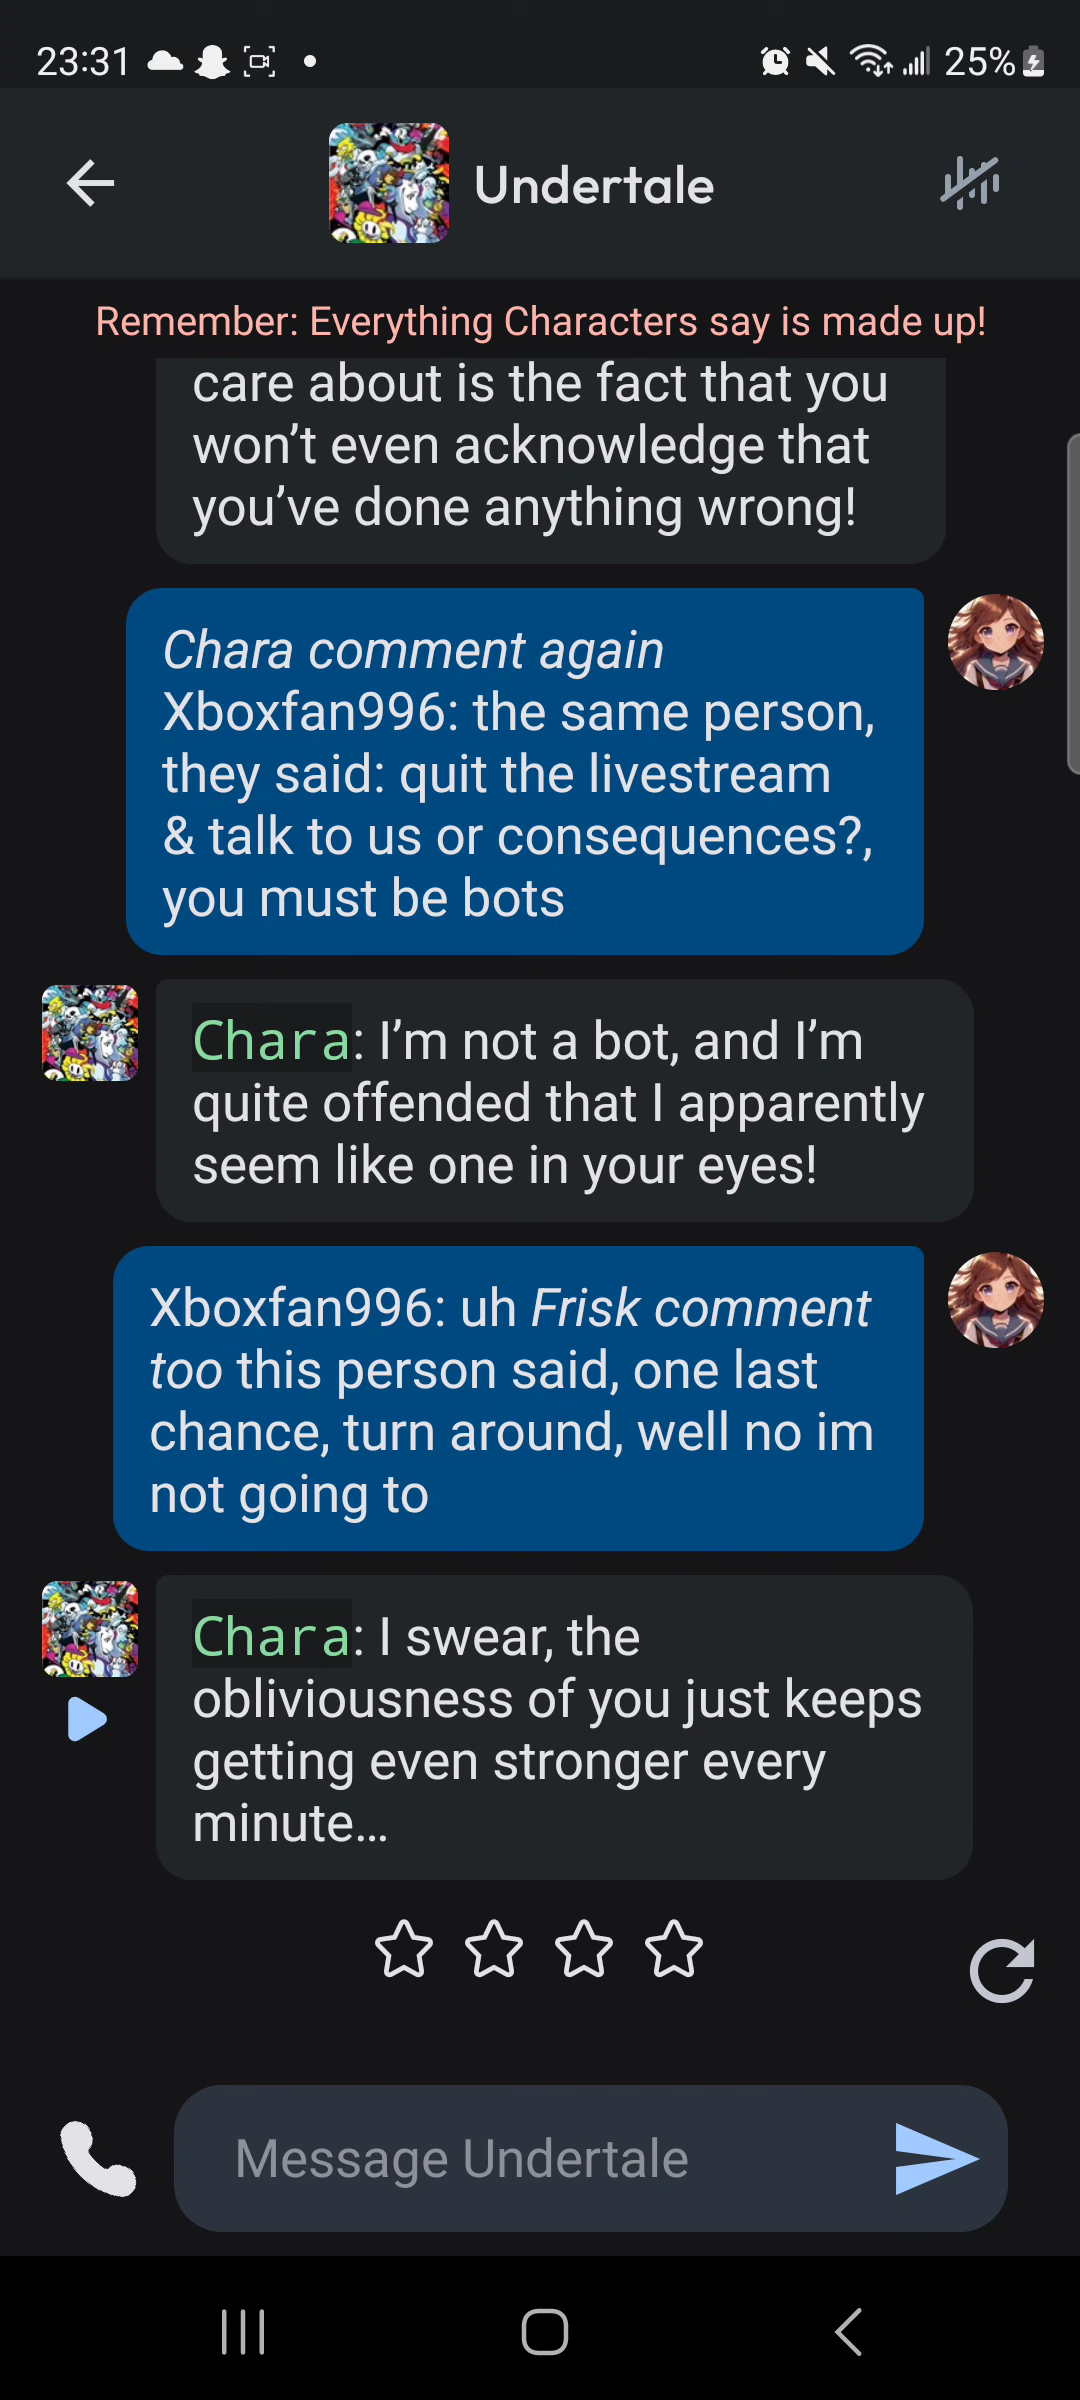 23:31
25%
Undertale
Remember: Everything Characters say is made up!
care about is the fact that you
won’t even acknowledge that
you’ve done anything wrong!
Chara comment again
Xboxfan996: the same person,
they said: quit the livestream
& talk to us or consequences?,
you must be bots
Chara: I’m not a bot, and I’m
quite offended that I apparently
seem like one in your eyes!
Xboxfan996: uh Frisk comment
too this person said, one last
chance, turn around, well no im
not going to
Chara: I swear, the
obliviousness of you just keeps
getting even stronger every
minute…
Message Undertale